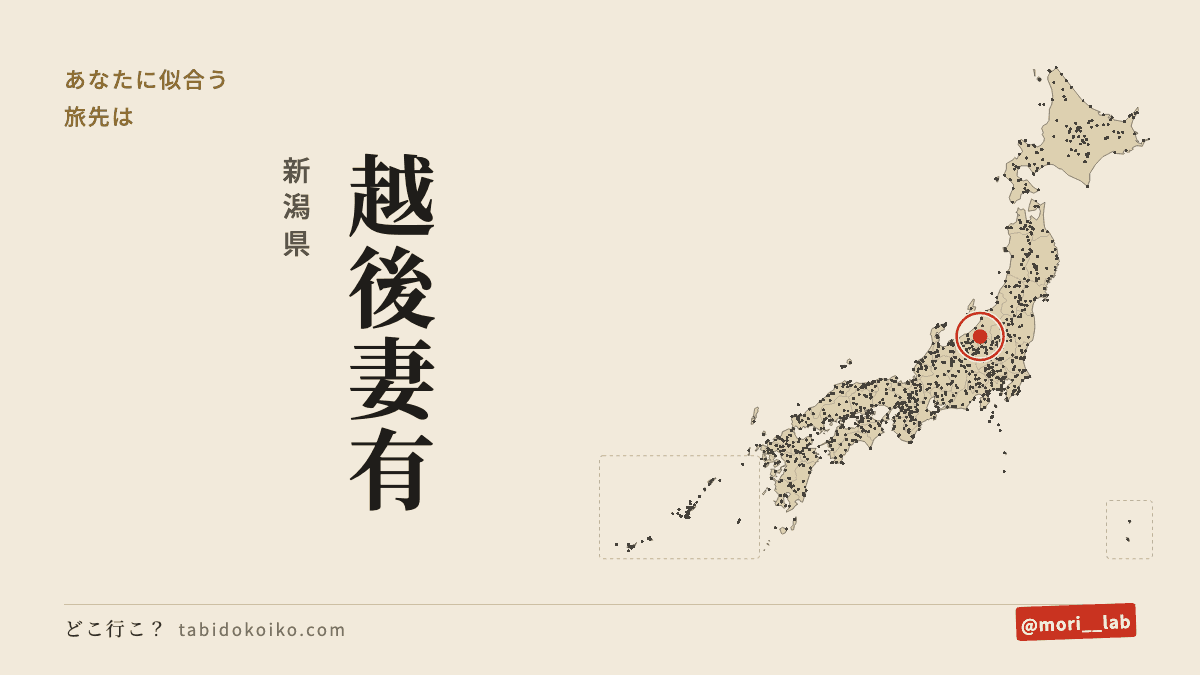 あなたに似合う
旅先は
越後妻有
新潟県
どこ行こ？ tabidokoiko.com
@mori__lab